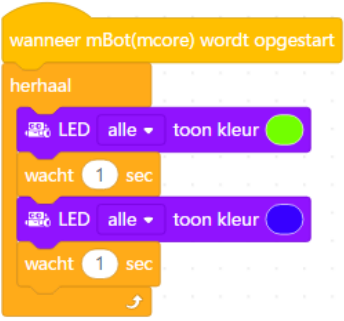 wanneer mBot(mcore) wordt opgestart
herhaal
LED alle toon kleur
wacht 1 sec
LED alle toon kleur
wacht 1 sec